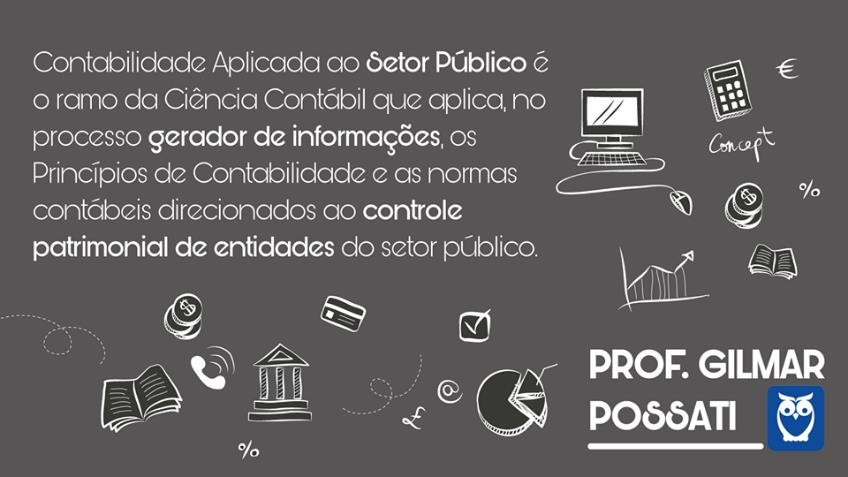 Contabilidade Aplicada ao Setor Público é
o ramo da Ciência Contábil que aplica, no
processo gerador de informações, os
Princípios de Contabilidade e as normas
contábeis direcionados ao controle
patrimonial de entidades do setor público.
€
Concept
%
$
$
@
£
%
PROF. GILMAR
POSSATI